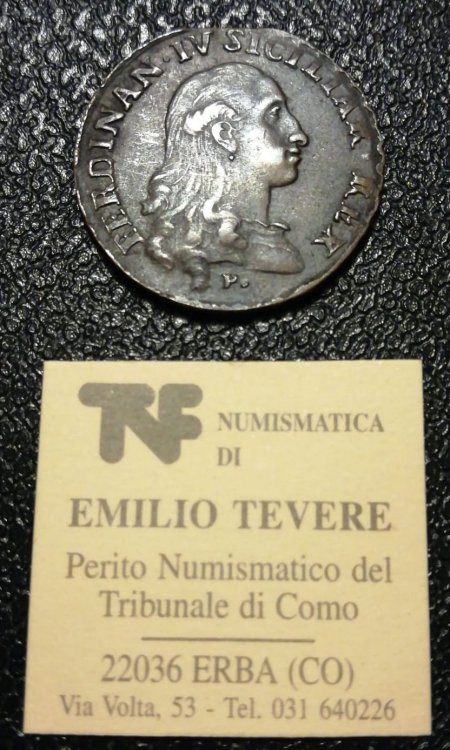 FERDINAN · IV SICILIAR · REX
P.
TNF NUMISMATICA
DI
EMILIO TEVERE
Perito Numismatico del
Tribunale di Como
22036 ERBA (CO)
Via Volta, 53 - Tel. 031 640226